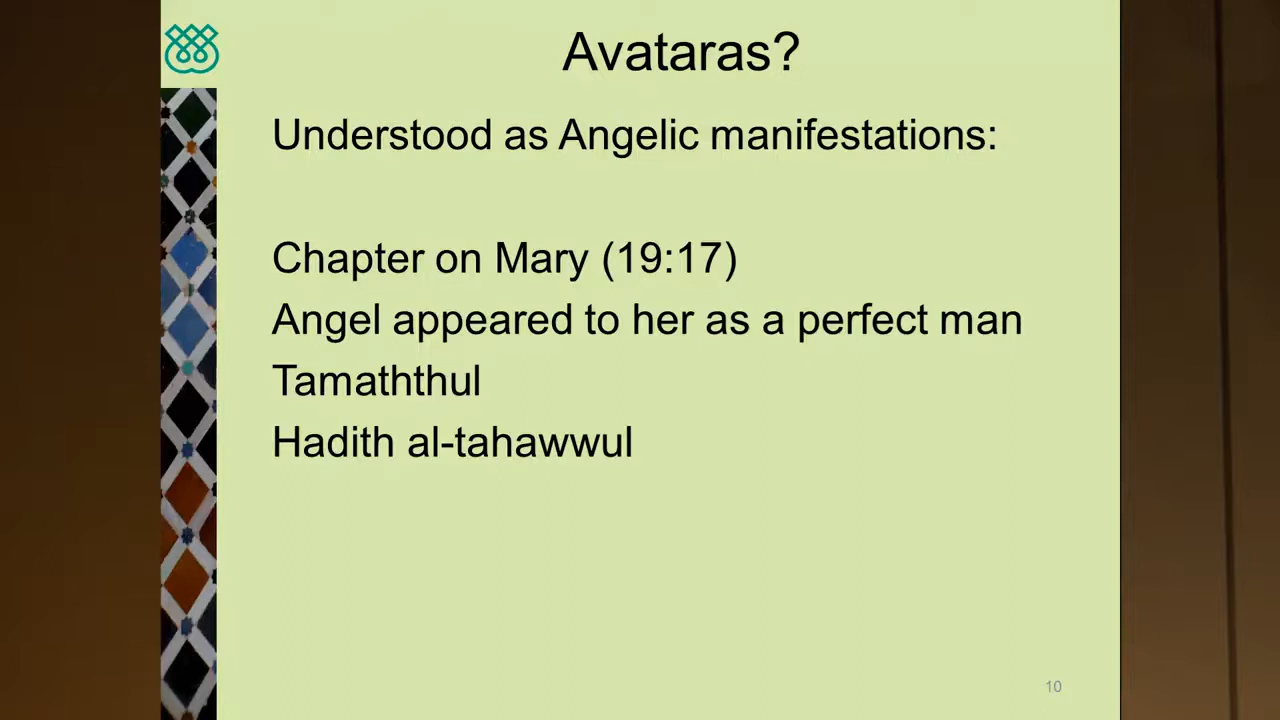 Avataras?
Understood as Angelic manifestations:
Chapter on Mary (19:17)
Angel appeared to her as a perfect man
Tamaththul
Hadith al-tahawwul
10